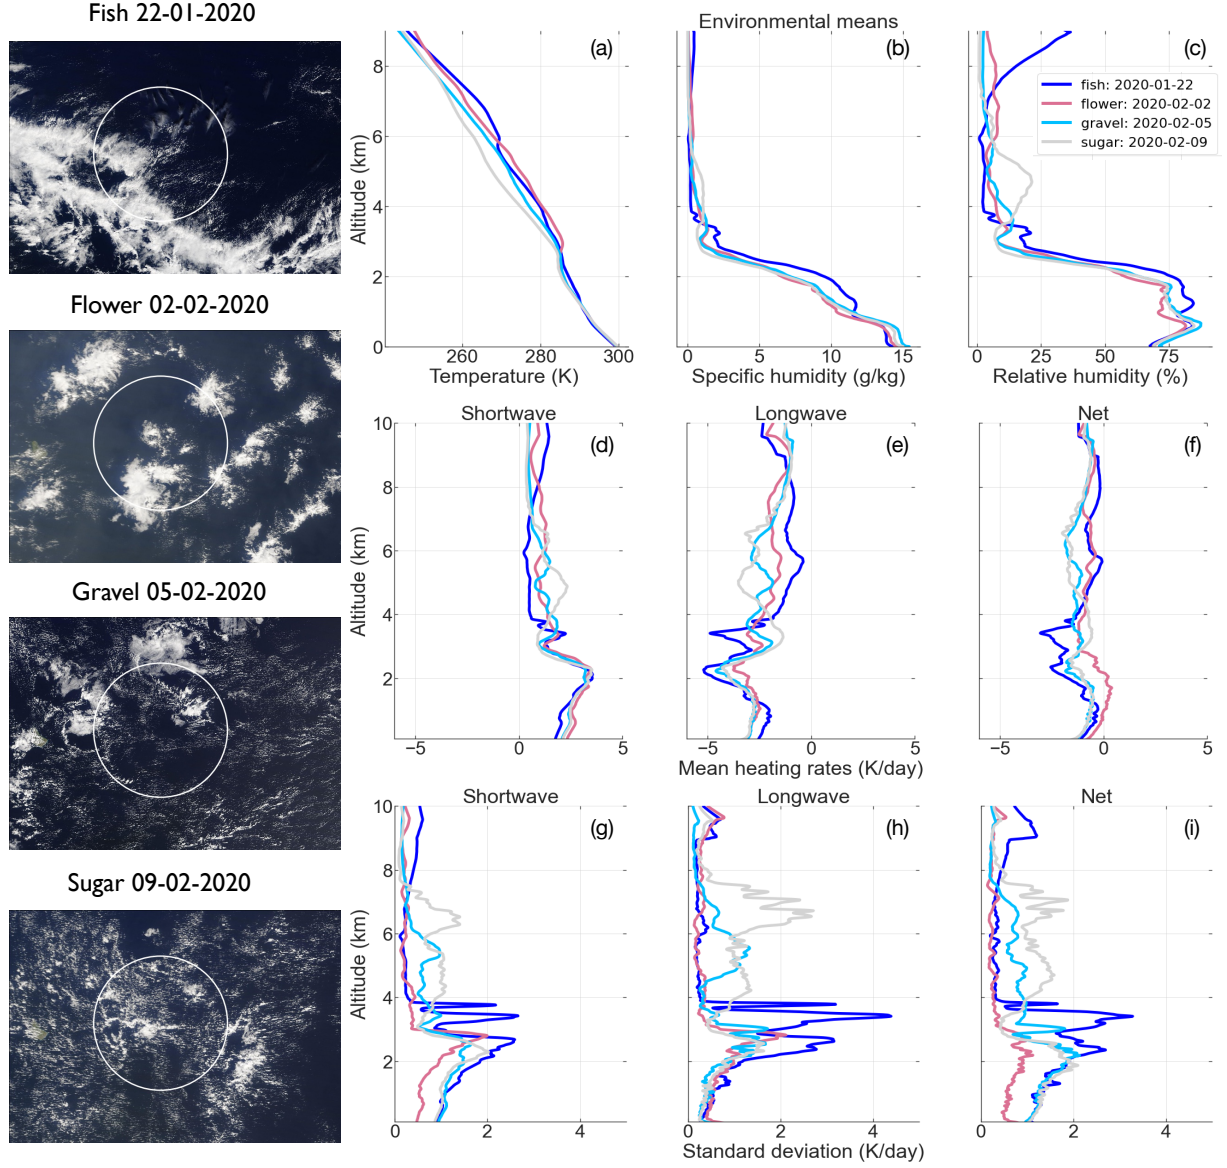 Fish 22-01-2020
Flower 02-02-2020
Gravel 05-02-2020
Sugar 09-02-2020
Environmental means
(a)
(b)
(c)
fish: 2020-01-22
flower: 2020-02-02
gravel: 2020-02-05
sugar: 2020-02-09
Altitude (km)
8
6
4
2
0
260 280 300
0 5 10 15
0 25 50 75
Temperature (K)
Specific humidity (g/kg)
Relative humidity (%)
Shortwave
Longwave
Net
(d)
(e)
(f)
Altitude (km)
10
8
6
4
2
−5 0 5
−5 0 5
−5 0 5
Mean heating rates (K/day)
Shortwave
Longwave
Net
(g)
(h)
(i)
Altitude (km)
10
8
6
4
2
0 2 4
0 2 4
0 2 4
Standard deviation (K/day)